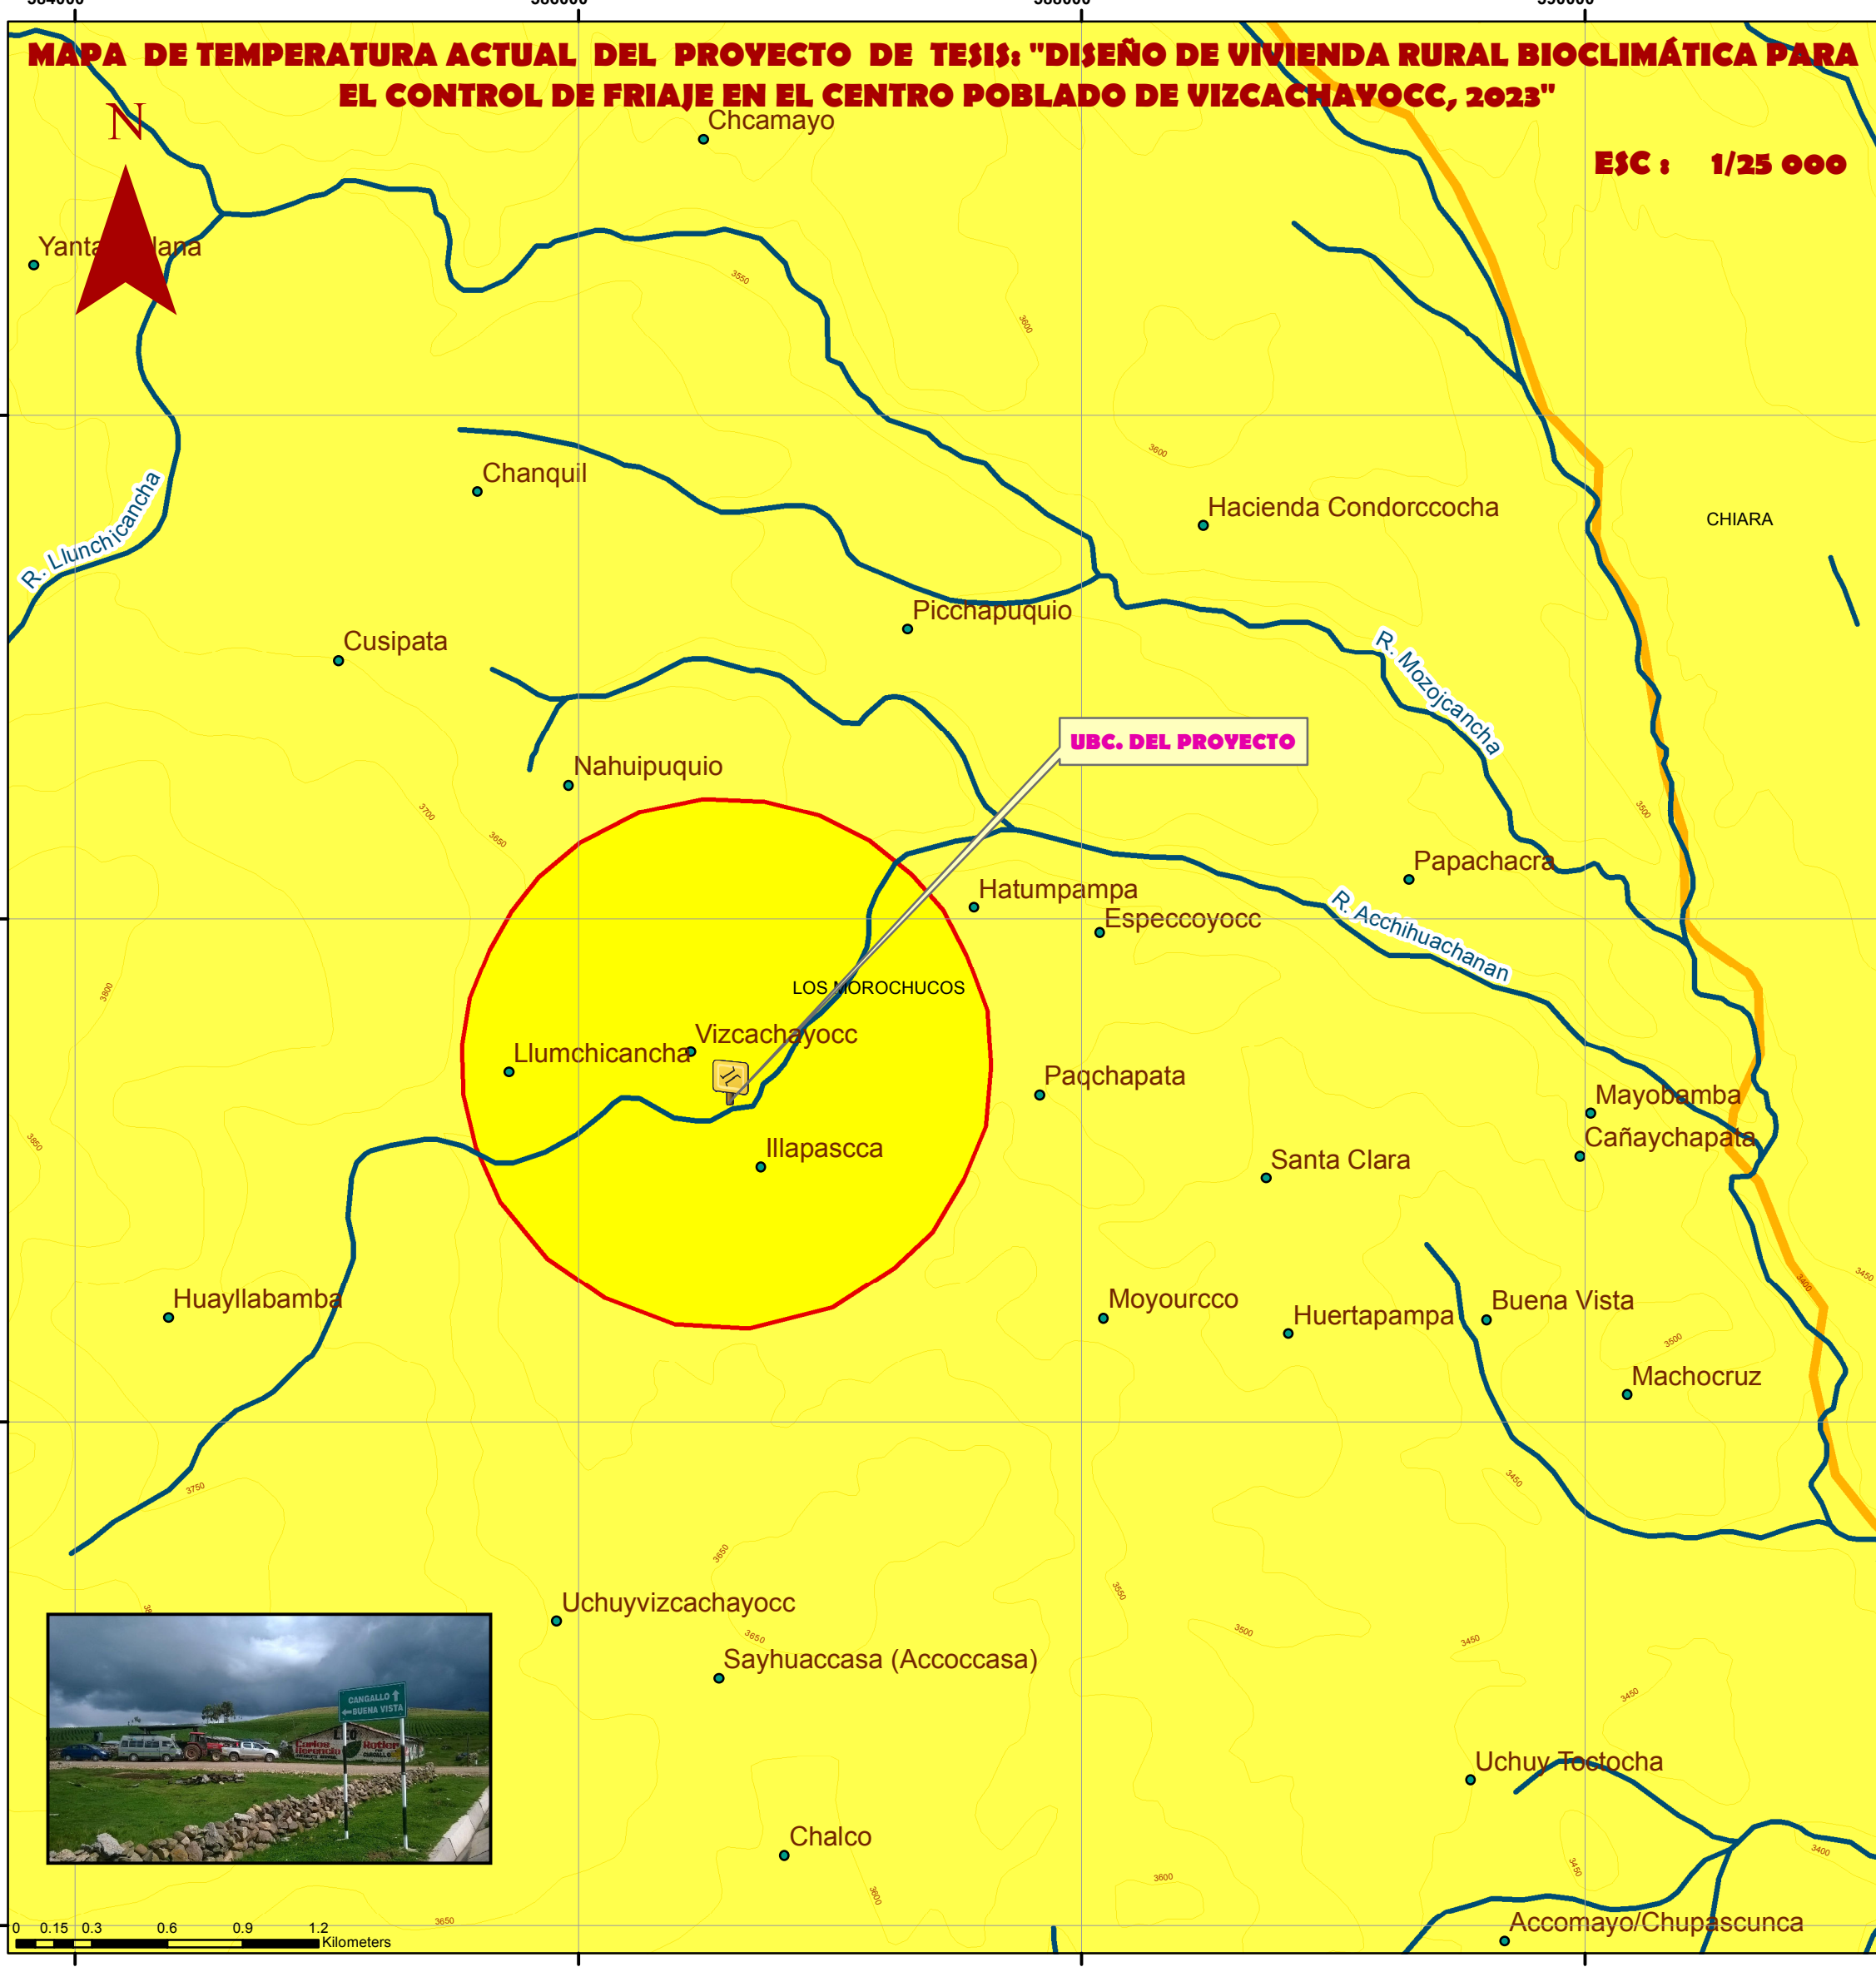 MAPA DE TEMPERATURA ACTUAL DEL PROYECTO DE TESIS: "DISEÑO DE VIVIENDA RURAL BIOCLIMÁTICA PARA
EL CONTROL DE FRIAJE EN EL CENTRO POBLADO DE VIZCACHAYOCC, 2023"
N
Chcamayo
ESC : 1/25 000
3550
3600
3600
Chanquil
Hacienda Condorccocha
CHIARA
R. Llunchicancha
Picchapuquio
Cusipata
R. Mozojcancha
UBC. DEL PROYECTO
Nahuipuquio
3700
3650
3500
Papachacra
Hatumpampa
Especcoyocc
R. Acchihuachanan
3800
LOS MOROCHUCOS
Vizcachayocc
Llumchicancha
Paqchapata
Mayobamba
3850
Cañaychapata
Illapascca
Santa Clara
3450
3400
Huayllabamba
Moyourcco
Huertapampa
Buena Vista
3500
Machocruz
3750
3450
3650
3550
Uchuyvizcachayocc
3650
3500
3450
Sayhuaccasa (Accoccasa)
3450
CANGALLO
BUENA VISTA
Carlos
CANGALLO
Uchuy Toctocha
Chalco
3450
3400
3600
3600
3650
Accomayo/Chupascunca
0 0.15 0.3 0.6 0.9 1.2
Kilometers